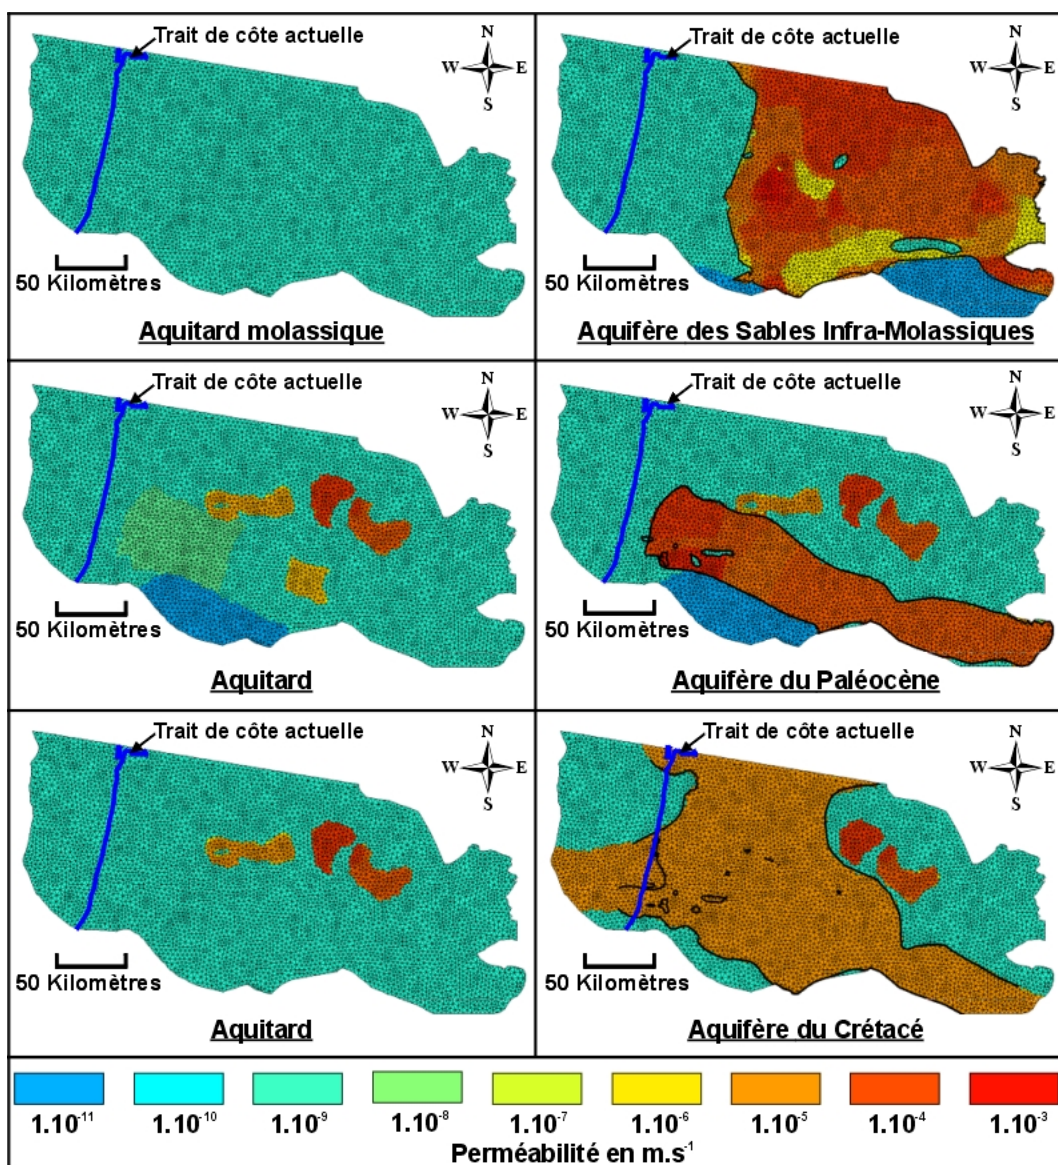 Trait de côte actuelle
N
W E
S
50 Kilomètres
Aquitard molassique
Trait de côte actuelle
N
W E
S
50 Kilomètres
Aquifère des Sables Infra-Molassiques
Trait de côte actuelle
N
W E
S
50 Kilomètres
Aquitard
Trait de côte actuelle
N
W E
S
50 Kilomètres
Aquifère du Paléocène
Trait de côte actuelle
N
W E
S
50 Kilomètres
Aquitard
Trait de côte actuelle
N
W E
S
50 Kilomètres
Aquifère du Crétacé
1.10⁻¹¹ 1.10⁻¹⁰ 1.10⁻⁹ 1.10⁻⁸ 1.10⁻⁷ 1.10⁻⁶ 1.10⁻⁵ 1.10⁻⁴ 1.10⁻³
Perméabilité en m.s⁻¹